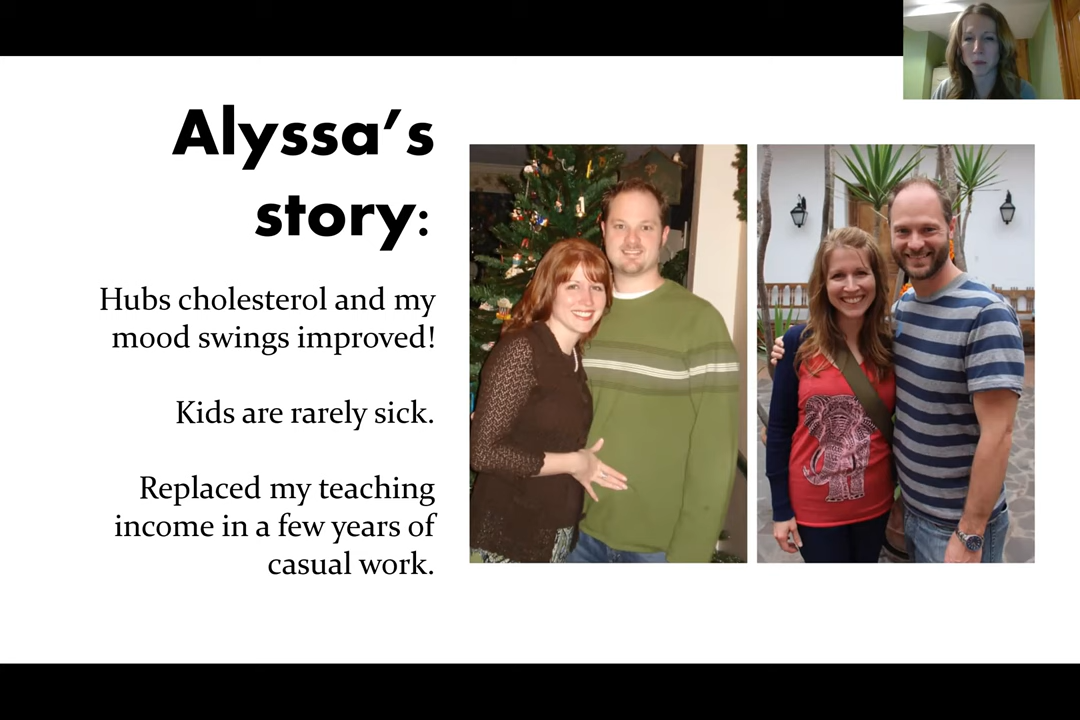 Alyssa's
story:
Hubs cholesterol and my
mood swings improved!
Kids are rarely sick.
Replaced my teaching
income in a few years of
casual work.